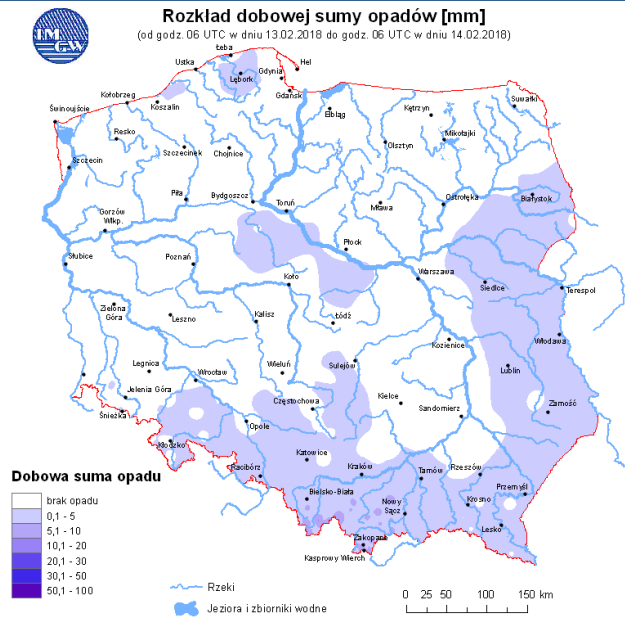 IM
GW
Rozkład dobowej sumy opadów [mm]
(od godz. 06 UTC w dniu 13.02.2018 do godz. 06 UTC w dniu 14.02.2018)
Łeba
Ustka
Hel
Lębork
Gdynia
Gdańsk
Kołobrzeg
Koszalin
Świnoujście
Elbląg
Kętrzyn
Suwałki
Resko
Mikołajki
Olsztyn
Szczecinek
Chojnice
Szczecin
Piła
Bydgoszcz
Toruń
Mława
Ostrołęka
Białystok
Gorzów
Wlkp.
Płock
Słubice
Poznań
Koło
Warszawa
Siedlce
Terespol
Zielona
Góra
Leszno
Kalisz
Łódź
Kozienice
Włodawa
Legnica
Wrocław
Wieluń
Sulejów
Lublin
Jelenia Góra
Częstochowa
Kielce
Sandomierz
Zamość
Śnieżka
Opole
Kłodzko
Racibórz
Katowice
Kraków
Tarnów
Rzeszów
Przemyśl
Bielsko-Biała
Nowy
Sącz
Krosno
Lesko
Zakopane
Kasprowy Wierch
Dobowa suma opadu
brak opadu
0,1 - 5
5,1 - 10
10,1 - 20
20,1 - 30
30,1 - 50
50,1 - 100
Rzeki
Jeziora i zbiorniki wodne
0 25 50 100 150 km